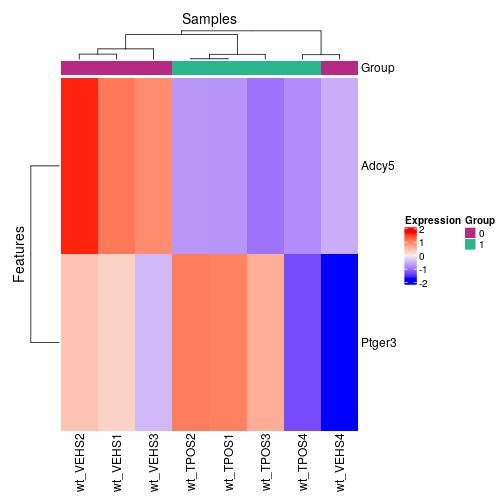 Samples
Group
Adcy5
Ptger3
Features
Expression
2
1
0
-1
-2
Group
0
1
wt_VEHS2
wt_VEHS1
wt_VEHS3
wt_TPOS2
wt_TPOS1
wt_TPOS3
wt_TPOS4
wt_VEHS4